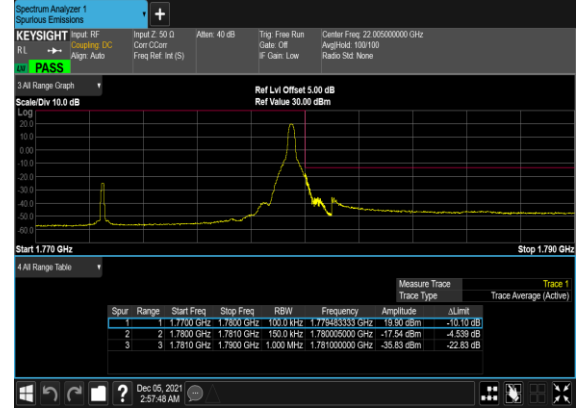 Spectrum Analyzer 1
Spurious Emissions
KEYSIGHT Input: RF Input Z: 50 Ω Atten: 40 dB Trig: Free Run Center Freq: 22.005000000 GHz
RL Coupling: DC Corr CCorr Gate: Off Avg|Hold: 100/100
Align: Auto Freq Ref: Int (S) IF Gain: Low Radio Std: None
LXI PASS
3 All Range Graph
Ref Lvl Offset 5.00 dB
Scale/Div 10.0 dB Ref Value 30.00 dBm
Log
20.0
10.0
0.00
-10.0
-20.0
-30.0
-40.0
-50.0
-60.0
Start 1.770 GHz Stop 1.790 GHz
4 All Range Table
Measure Trace Trace 1
Trace Type Trace Average (Active)
Spur Range Start Freq Stop Freq RBW Frequency Amplitude ΔLimit
1 1 1.7700 GHz 1.7800 GHz 100.0 kHz 1.779483333 GHz 19.90 dBm -10.10 dB
2 2 1.7800 GHz 1.7810 GHz 150.0 kHz 1.780005000 GHz -17.54 dBm -4.539 dB
3 3 1.7810 GHz 1.7900 GHz 1.000 MHz 1.781000000 GHz -35.83 dBm -22.83 dB
? Dec 05, 2021
2:57:48 AM